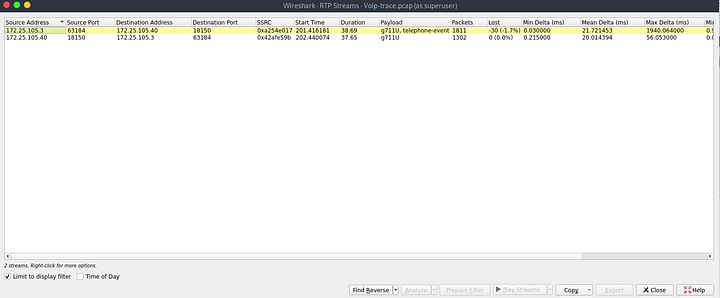 Wireshark · RTP Streams · Voip-trace.pcap (as superuser)
Source Address Source Port Destination Address Destination Port SSRC Start Time Duration Payload Packets Lost Min Delta (ms) Mean Delta (ms) Max Delta (ms) Min
172.25.105.3 63184 172.25.105.40 18150 0xa254e017 201.416181 38.69 g711U, telephone-event 1811 -30 (-1.7%) 0.030000 21.721453 1940.064000 0.9
172.25.105.40 18150 172.25.105.3 63184 0x42afe59b 202.440074 37.65 g711U 1302 0 (0.0%) 0.215000 20.014394 56.053000 0.0
2 streams. Right-click for more options.
Limit to display filter Time of Day
Find Reverse Analyze Prepare Filter Play Streams Copy Export Close Help